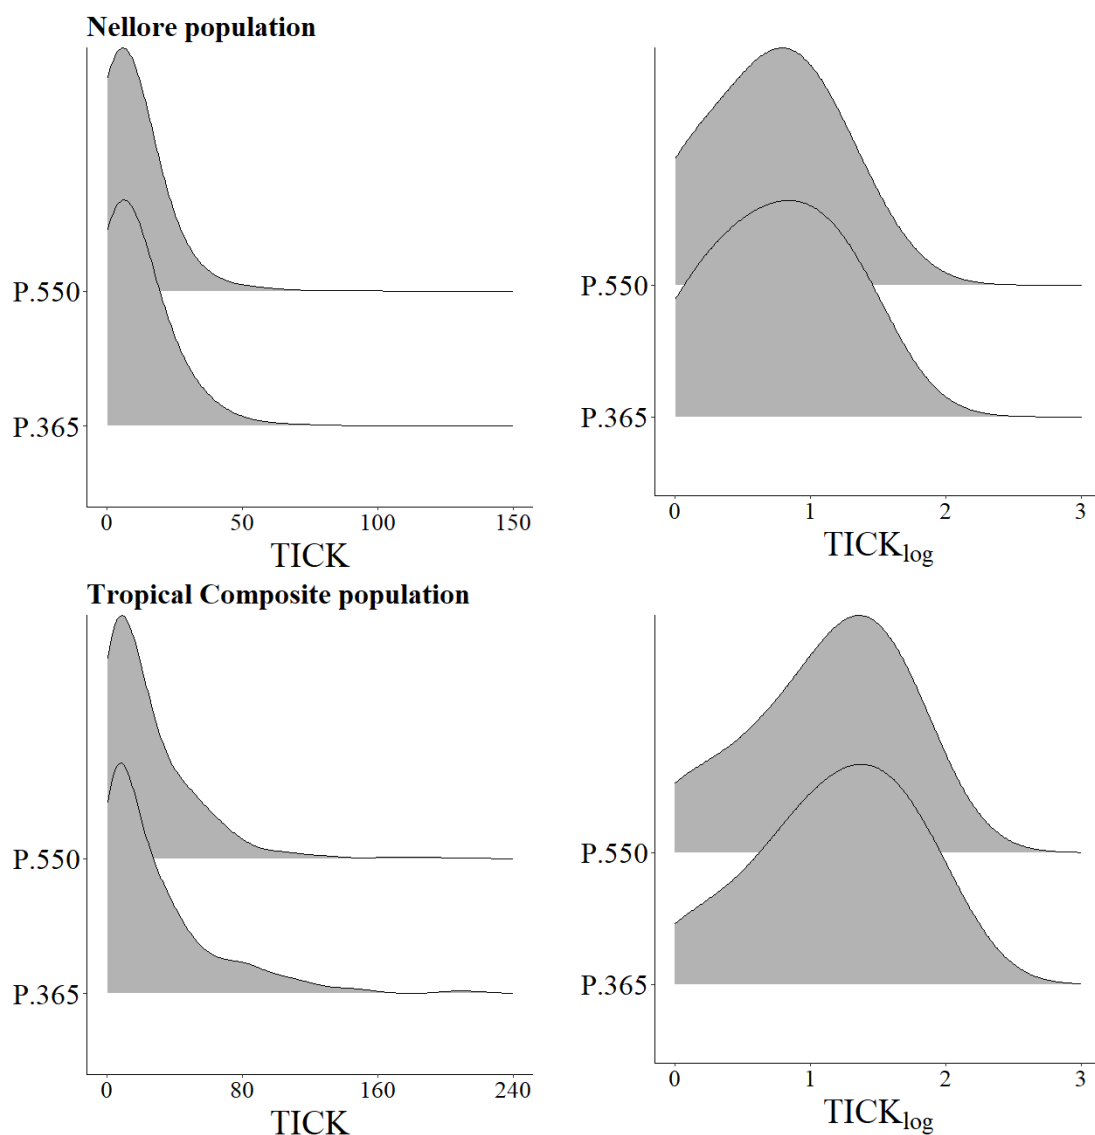 Nellore population
P.550
P.365
0 50 100 150
TICK
P.550
P.365
0 1 2 3
TICKlog
Tropical Composite population
P.550
P.365
0 80 160 240
TICK
P.550
P.365
0 1 2 3
TICKlog